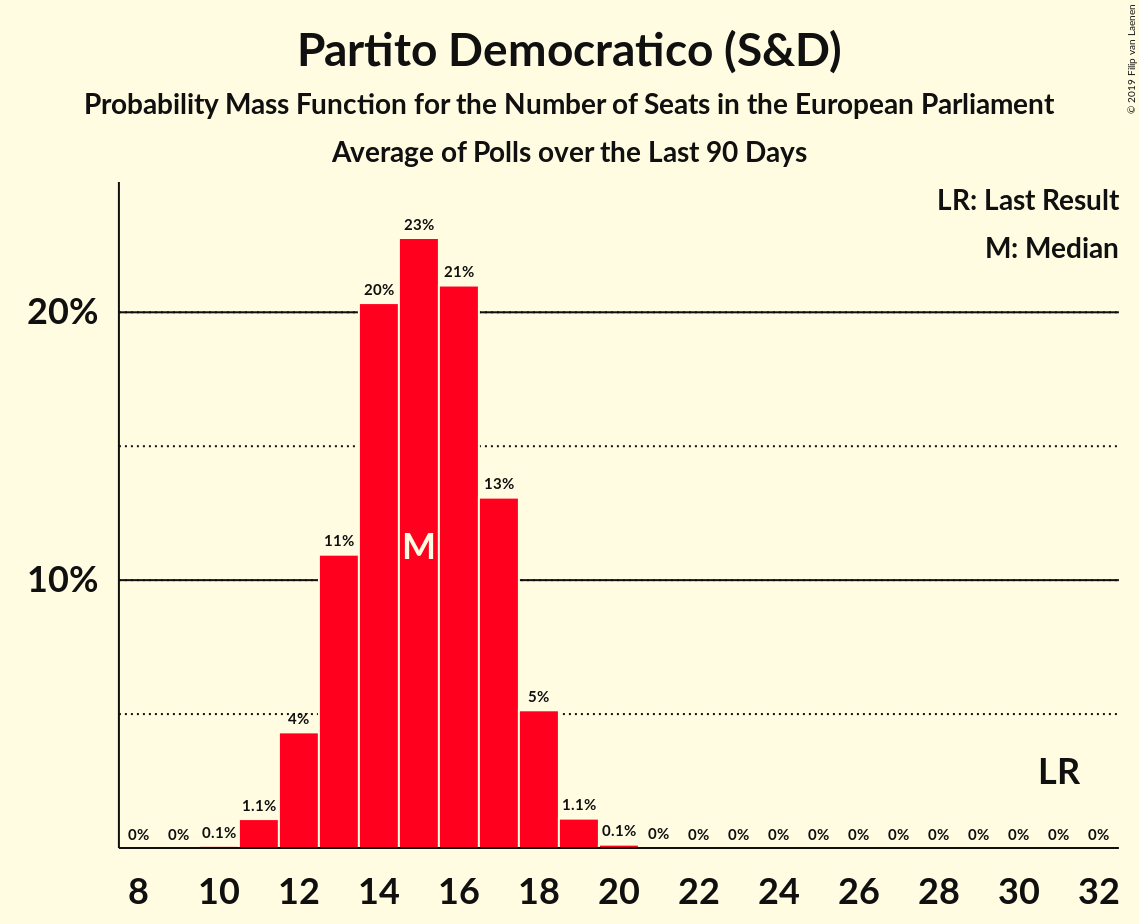 Partito Democratico (S&D)
Probability Mass Function for the Number of Seats in the European Parliament
Average of Polls over the Last 90 Days
© 2019 Filip van Laenen
LR: Last Result
M: Median
20%
10%
0% 0% 0.1% 1.1% 4% 11% 20% 23% 21% 13% 5% 1.1% 0.1% 0% 0% 0% 0% 0% 0% 0% 0% 0% 0% 0% 0%
M
LR
8 10 12 14 16 18 20 22 24 26 28 30 32